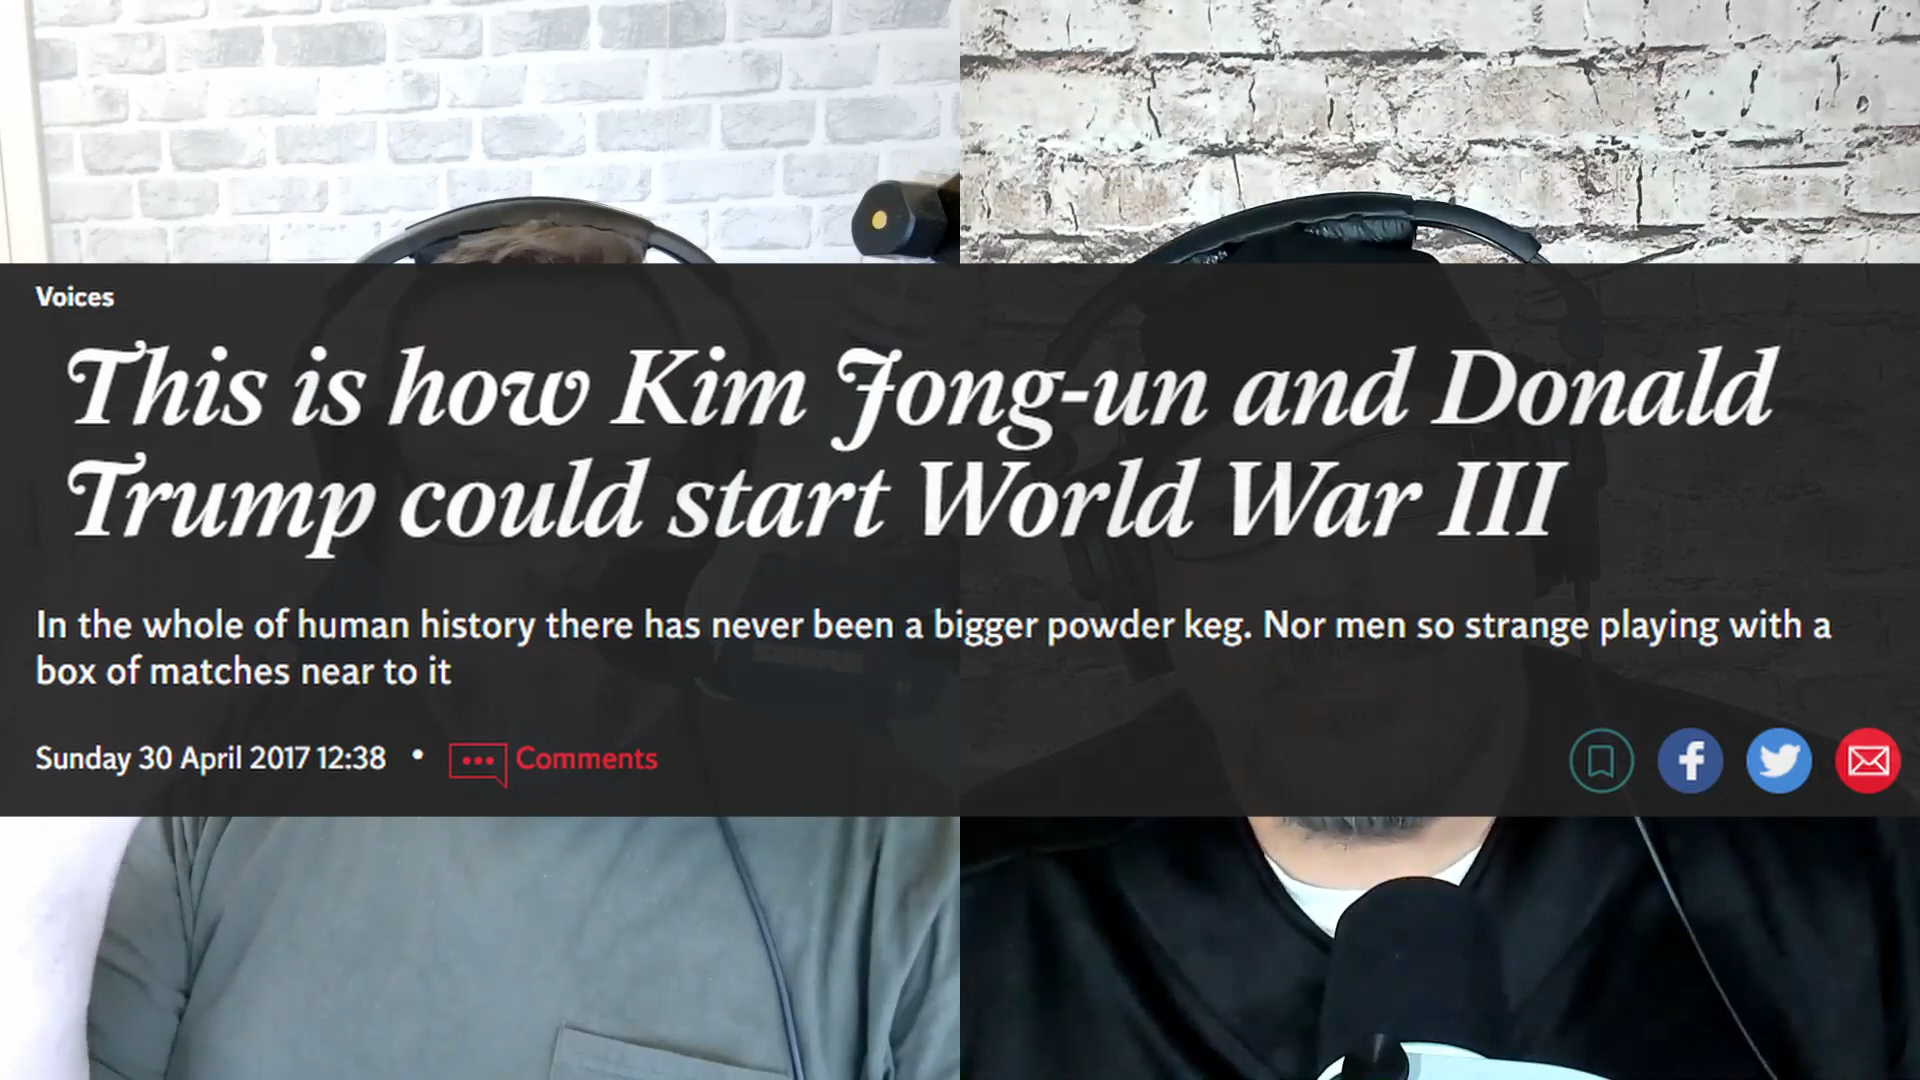 Voices
This is how Kim Jong-un and Donald
Trump could start World War III
In the whole of human history there has never been a bigger powder keg. Nor men so strange playing with a
box of matches near to it
Sunday 30 April 2017 12:38 • Comments